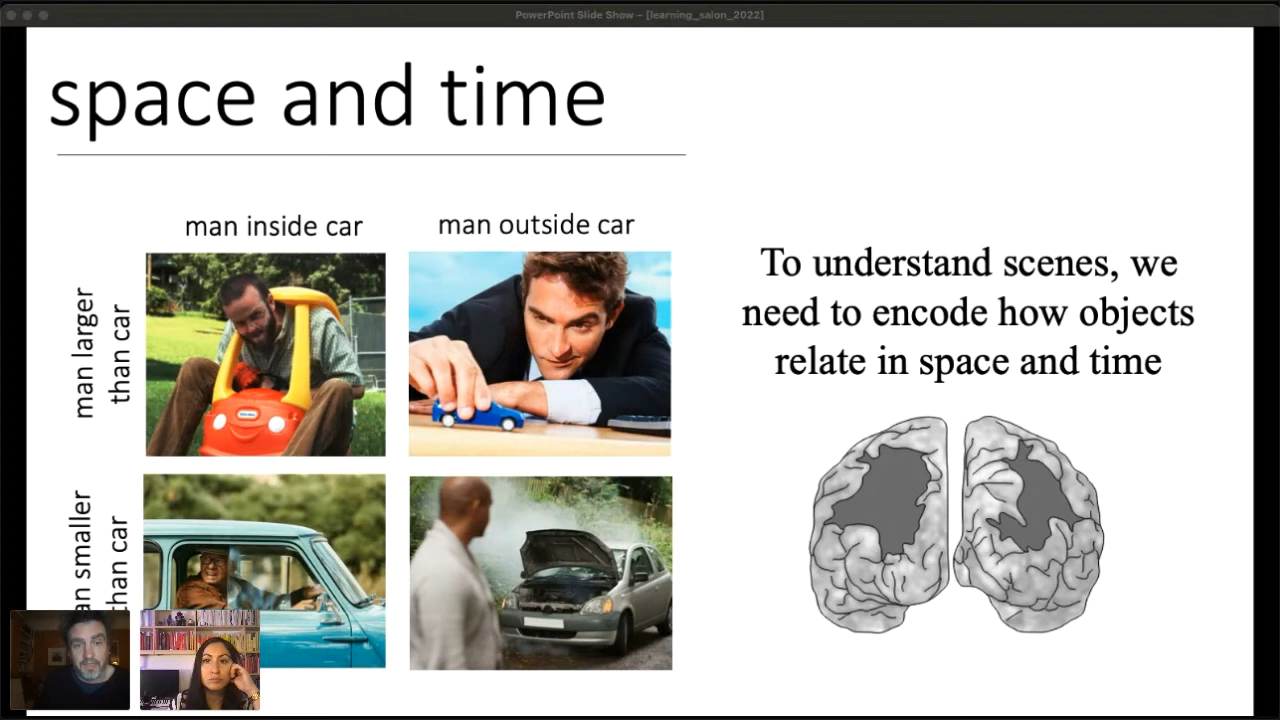 PowerPoint Slide Show – [learning_salon_2022]
space and time
man inside car
man outside car
man larger
than car
an smaller
than car
To understand scenes, we
need to encode how objects
relate in space and time